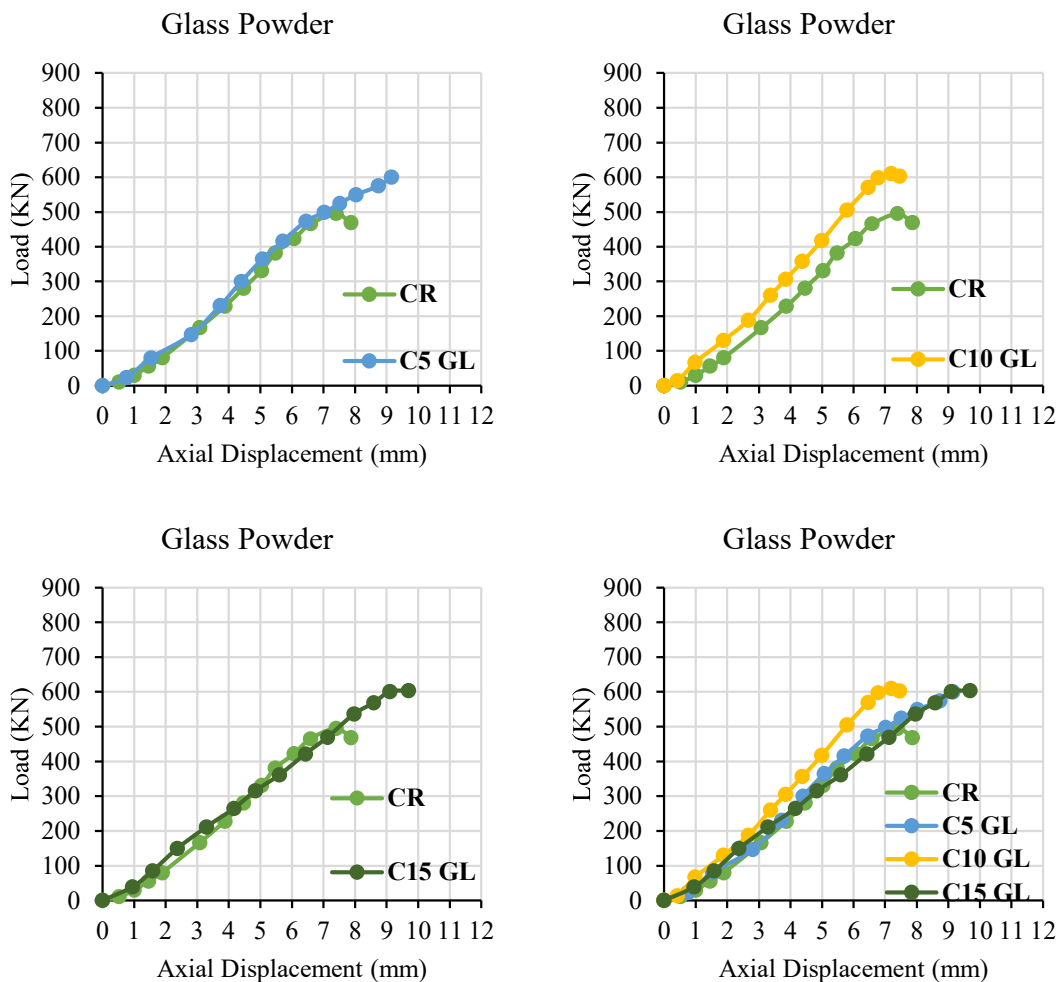 Glass Powder
900
800
700
600
500
400
300
200
100
0
Load (KN)
CR
C5 GL
0 1 2 3 4 5 6 7 8 9 10 11 12
Axial Displacement (mm)
Glass Powder
900
800
700
600
500
400
300
200
100
0
Load (KN)
CR
C10 GL
0 1 2 3 4 5 6 7 8 9 10 11 12
Axial Displacement (mm)
Glass Powder
900
800
700
600
500
400
300
200
100
0
Load (KN)
CR
C15 GL
0 1 2 3 4 5 6 7 8 9 10 11 12
Axial Displacement (mm)
Glass Powder
900
800
700
600
500
400
300
200
100
0
Load (KN)
CR
C5 GL
C10 GL
C15 GL
0 1 2 3 4 5 6 7 8 9 10 11 12
Axial Displacement (mm)